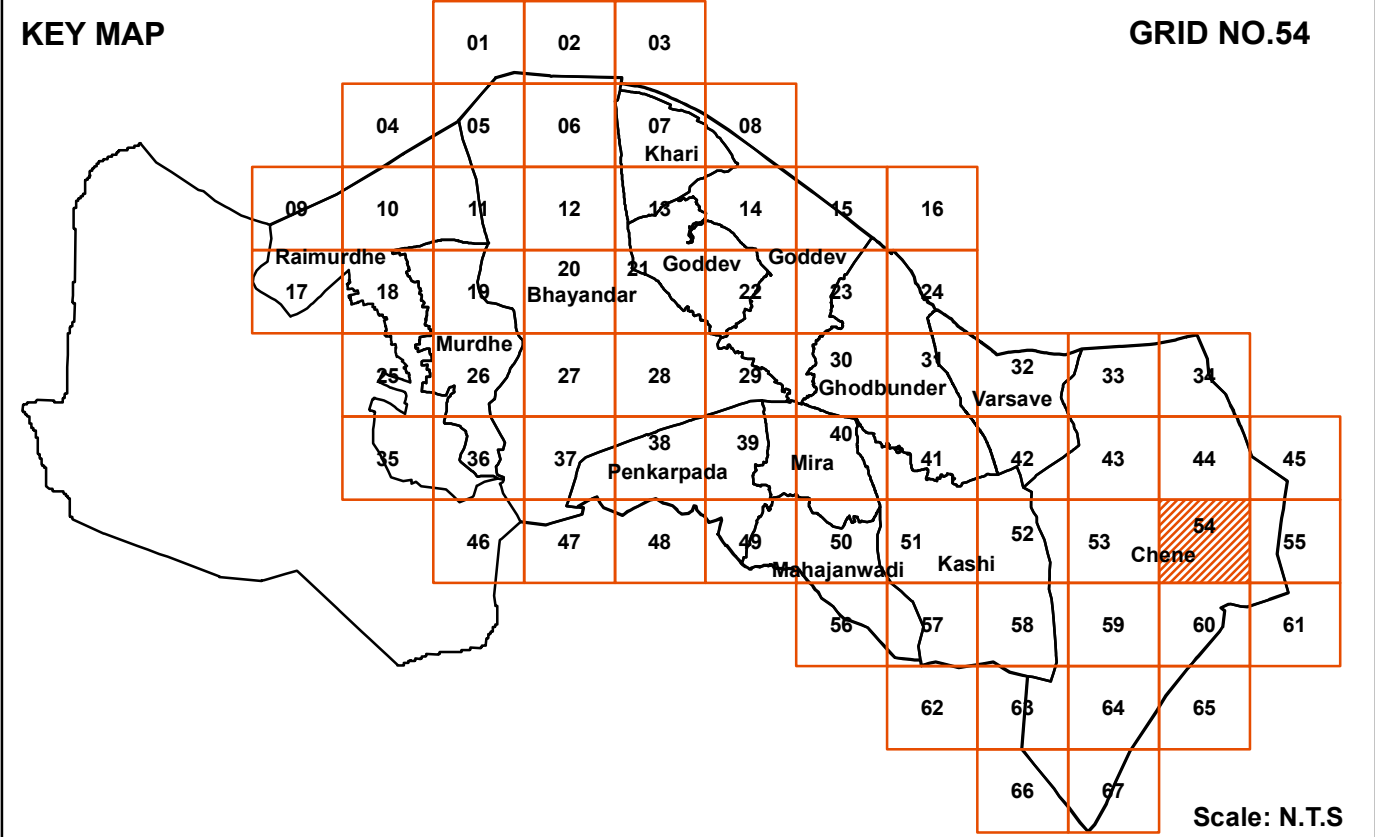 KEY MAP
GRID NO.54
01 02 03
04 05 06 07 08
Khari
09 10 11 12 13 14 15 16
Raimurdhe Goddev Goddev
17 18 19 20 21 22 23 24
Bhayandar
Murdhe
25 26 27 28 29 30 31 32 33 34
Ghodbunder Varsave
35 36 37 38 39 40 41 42 43 44 45
Penkarpada Mira
46 47 48 49 50 51 52 53 54 55
Mahajanwadi Kashi Chene
56 57 58 59 60 61
62 63 64 65
66 67
Scale: N.T.S